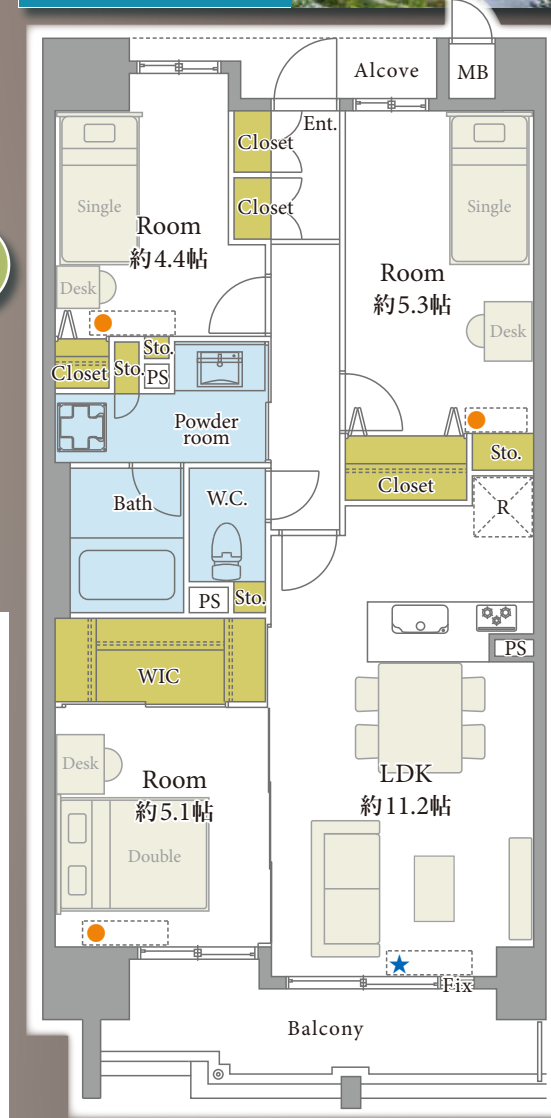 Alcove
MB
Ent.
Closet
Closet
Single
Room
約4.4帖
Desk
Single
Room
約5.3帖
Desk
Closet
Sto.
Sto.
PS
Powder
room
Sto.
Closet
Bath
W.C.
R
PS
Sto.
PS
WIC
Desk
Room
約5.1帖
Double
LDK
約11.2帖
Fix
Balcony